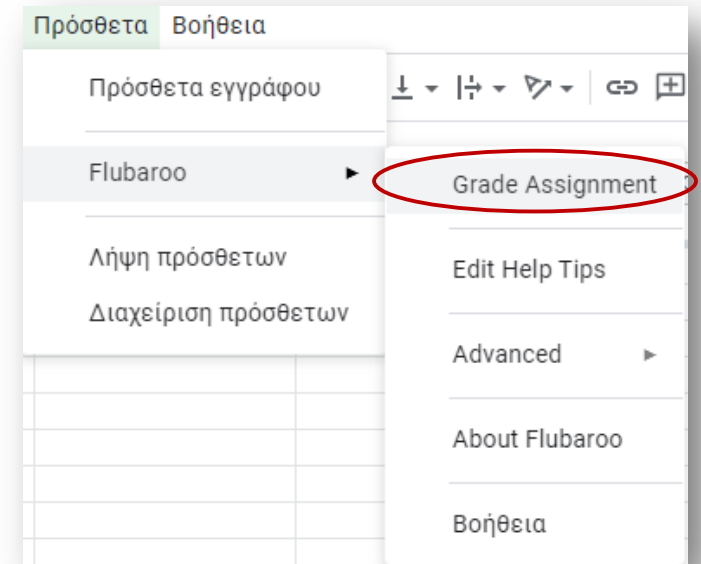 Πρόσθετα Βοήθεια
Πρόσθετα εγγράφου
Flubaroo
Λήψη πρόσθετων
Διαχείριση πρόσθετων
Grade Assignment
Edit Help Tips
Advanced
About Flubaroo
Βοήθεια